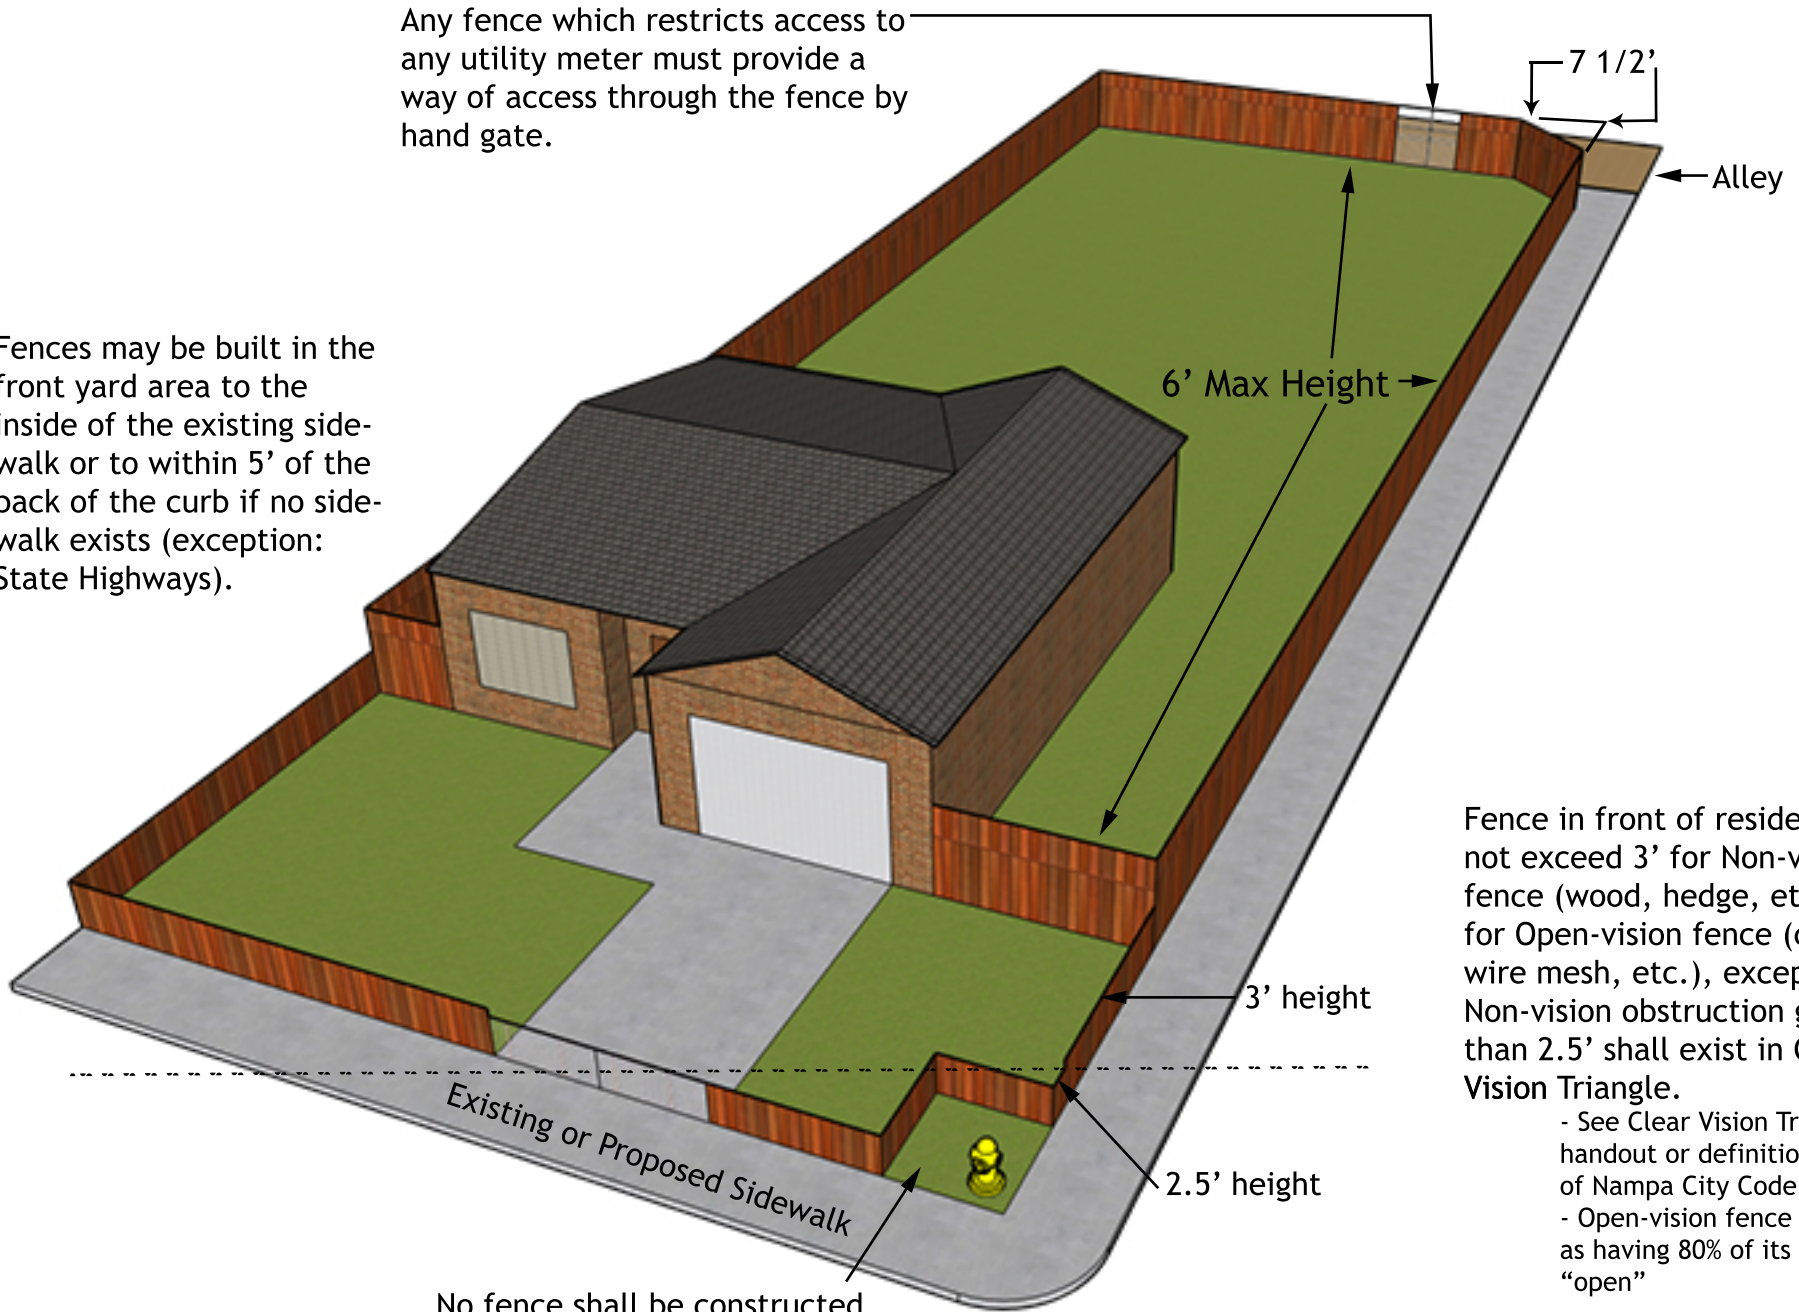 Any fence which restricts access to
any utility meter must provide a
way of access through the fence by
hand gate.
7 1/2’
Alley
Fences may be built in the
front yard area to the
inside of the existing side-
walk or to within 5’ of the
back of the curb if no side-
walk exists (exception:
State Highways).
6’ Max Height
Fence in front of reside
not exceed 3’ for Non-v
fence (wood, hedge, et
for Open-vision fence (
wire mesh, etc.), excep
Non-vision obstruction
than 2.5’ shall exist in
Vision Triangle.
- See Clear Vision Tr
handout or definitio
of Nampa City Code
- Open-vision fence
as having 80% of its
“open”
3’ height
2.5’ height
Existing or Proposed Sidewalk
No fence shall be constructed